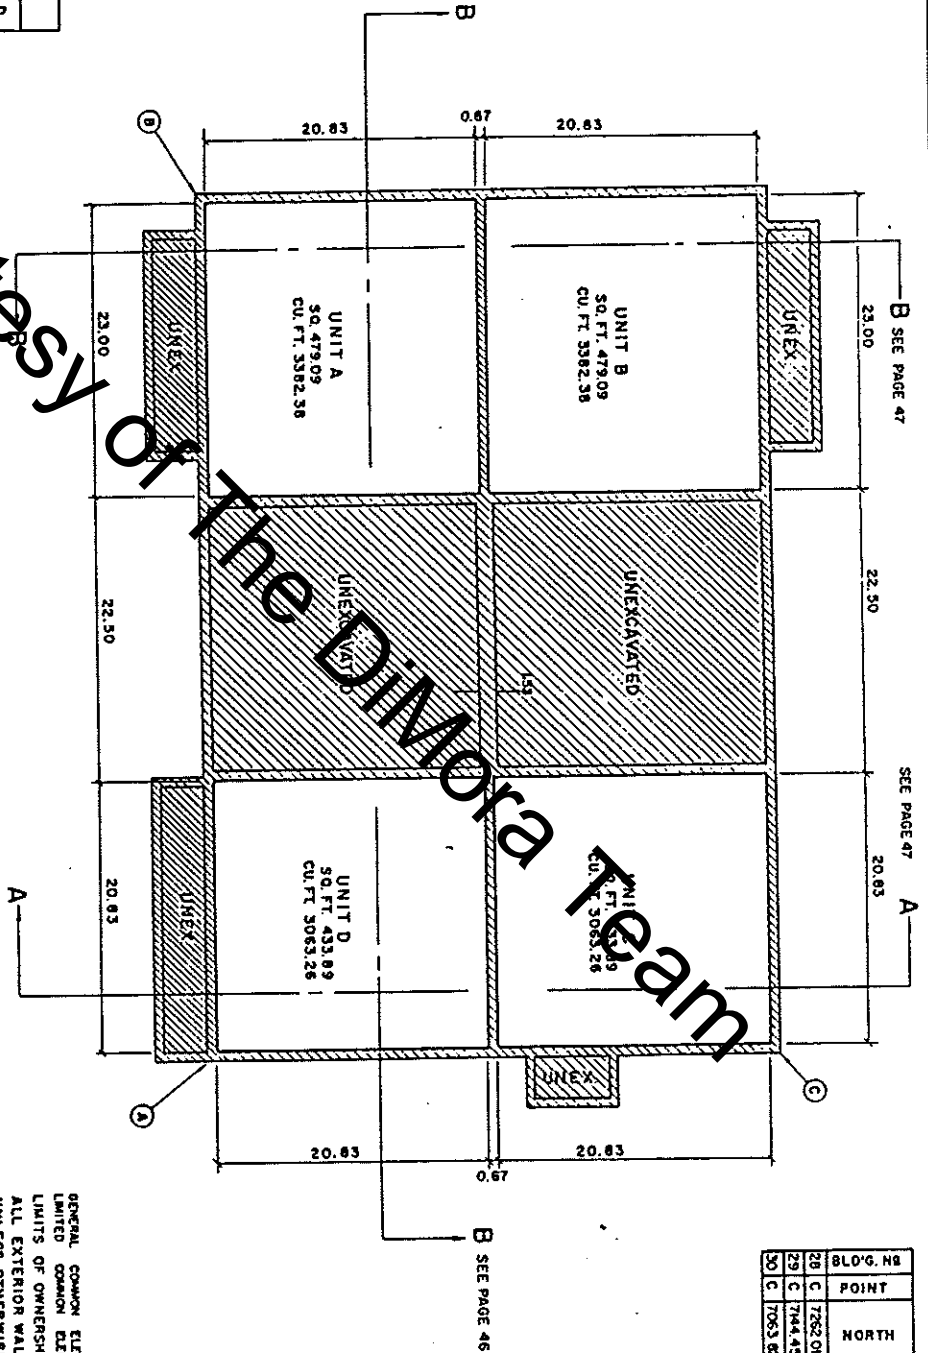 B
20.83
0.67
20.83
B
23.00
UNEX.
UNIT A
SQ. 479.09
CU. FT. 3382.38
UNIT B
SQ. FT. 479.09
CU. FT. 3382.38
UNEX.
23.00
B SEE PAGE 47
22.50
UNEXCAVATED
UNEXCAVATED
22.50
20.83
UNEX.
UNIT D
SQ. FT. 433.89
CU. FT. 3063.26
CU. FT. 3063.26
20.83
SEE PAGE 47
A
A
A
UNEX.
C
20.83
0.67
20.83
B SEE PAGE 46
of The DiMora Team
BLD'G. NO.
POINT
NORTH
28 C
29 C
30 C
GENERAL COMMON
LIMITED COMMON
LIMITS OF
ALL EXTERIOR